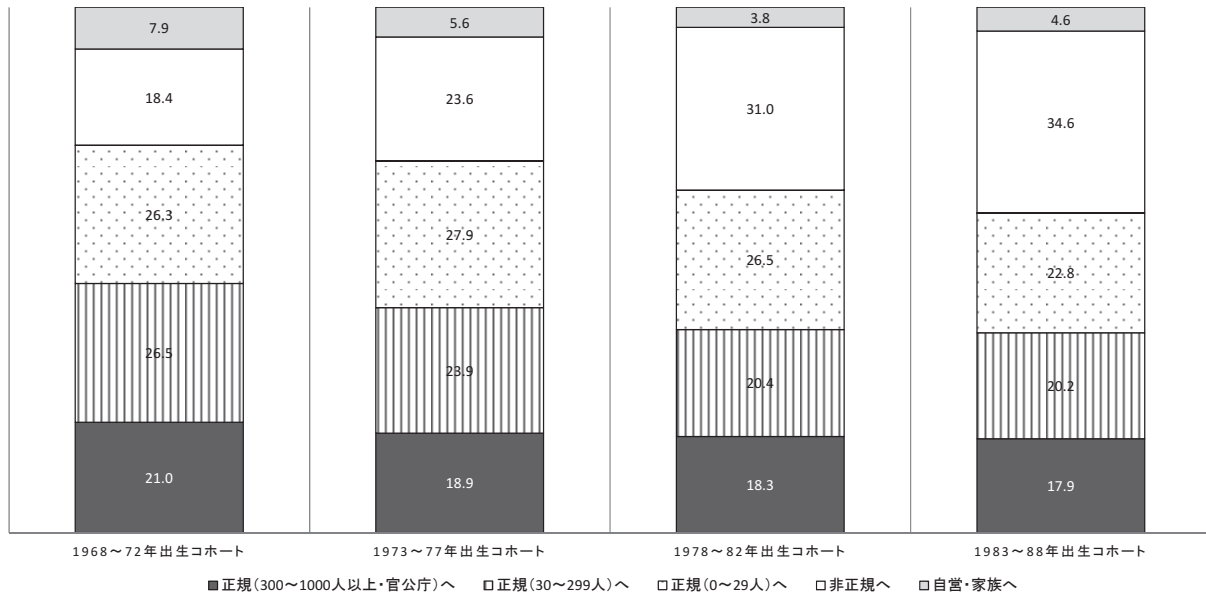 7.9 5.6 3.8 4.6
18.4 23.6 31.0 34.6
26.3 27.9 26.5 22.8
26.5 23.9 20.4 20.2
21.0 18.9 18.3 17.9
1968～72年出生コホート 1973～77年出生コホート 1978～82年出生コホート 1983～88年出生コホート
正規(300～1000人以上・官公庁)へ 正規(30～299人)へ 正規(0～29人)へ 非正規へ 自営・家族へ